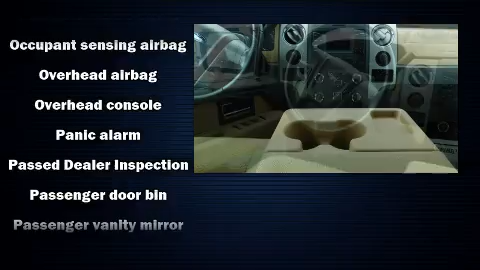 Occupant sensing airbag
Overhead airbag
Overhead console
Panic alarm
Passed Dealer Inspection
Passenger door bin
Passenger vanity mirror